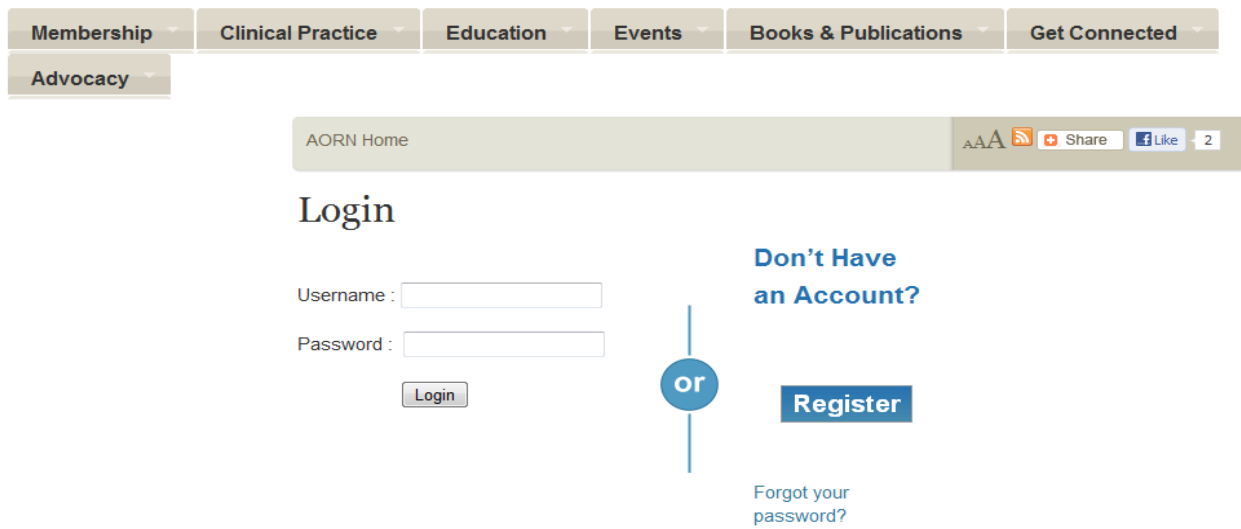 Membership Clinical Practice Education Events Books & Publications Get Connected
Advocacy
AORN Home
AAA Share Like 2
Login
Don't Have
an Account?
Username :
Password :
Login
or
Register
Forgot your
password?